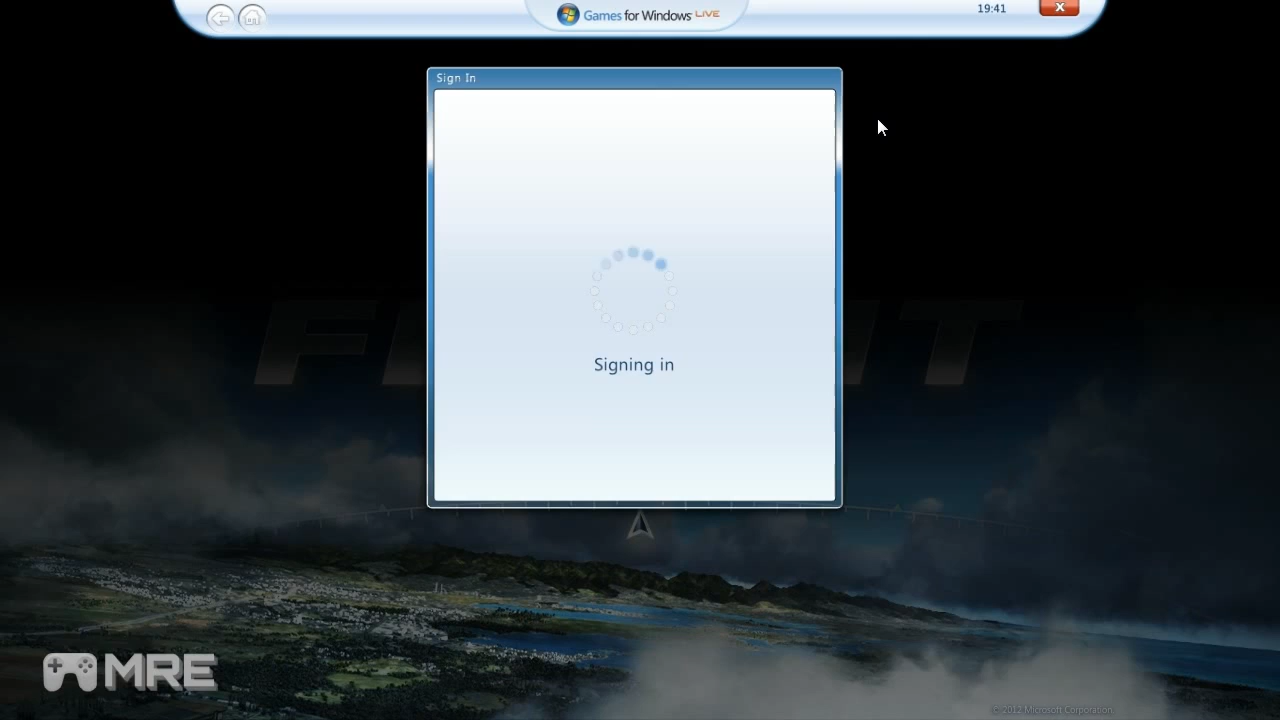 Games for Windows LIVE
19:41
Sign In
Signing in
MRE
© 2012 Microsoft Corporation.